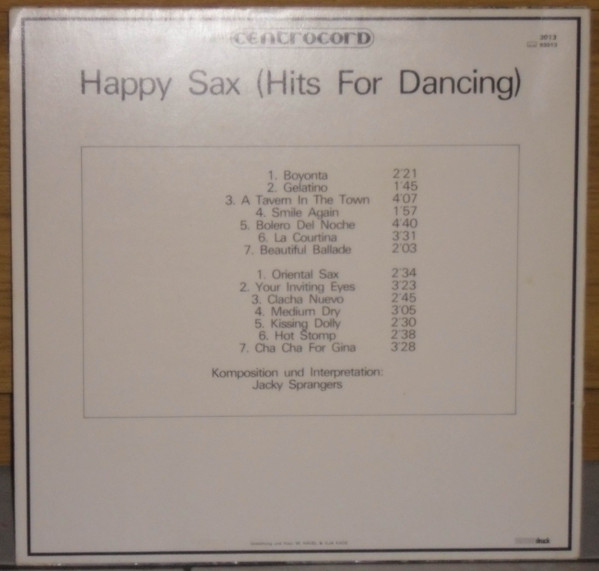 centrocord
Happy Sax (Hits For Dancing)
1. Boyonta 2'21
2. Gelatino 1'45
3. A Tavern In The Town 4'07
4. Smile Again 1'57
5. Bolero Del Noche 4'40
6. La Courtina 3'31
7. Beautiful Ballade 2'03
1. Oriental Sax 2'34
2. Your Inviting Eyes 3'23
3. Clacha Nuevo 2'45
4. Medium Dry 3'05
5. Kissing Dolly 2'30
6. Hot Stomp 2'38
7. Cha Cha For Gina 3'28
Komposition und Interpretation:
Jacky Sprangers
druck